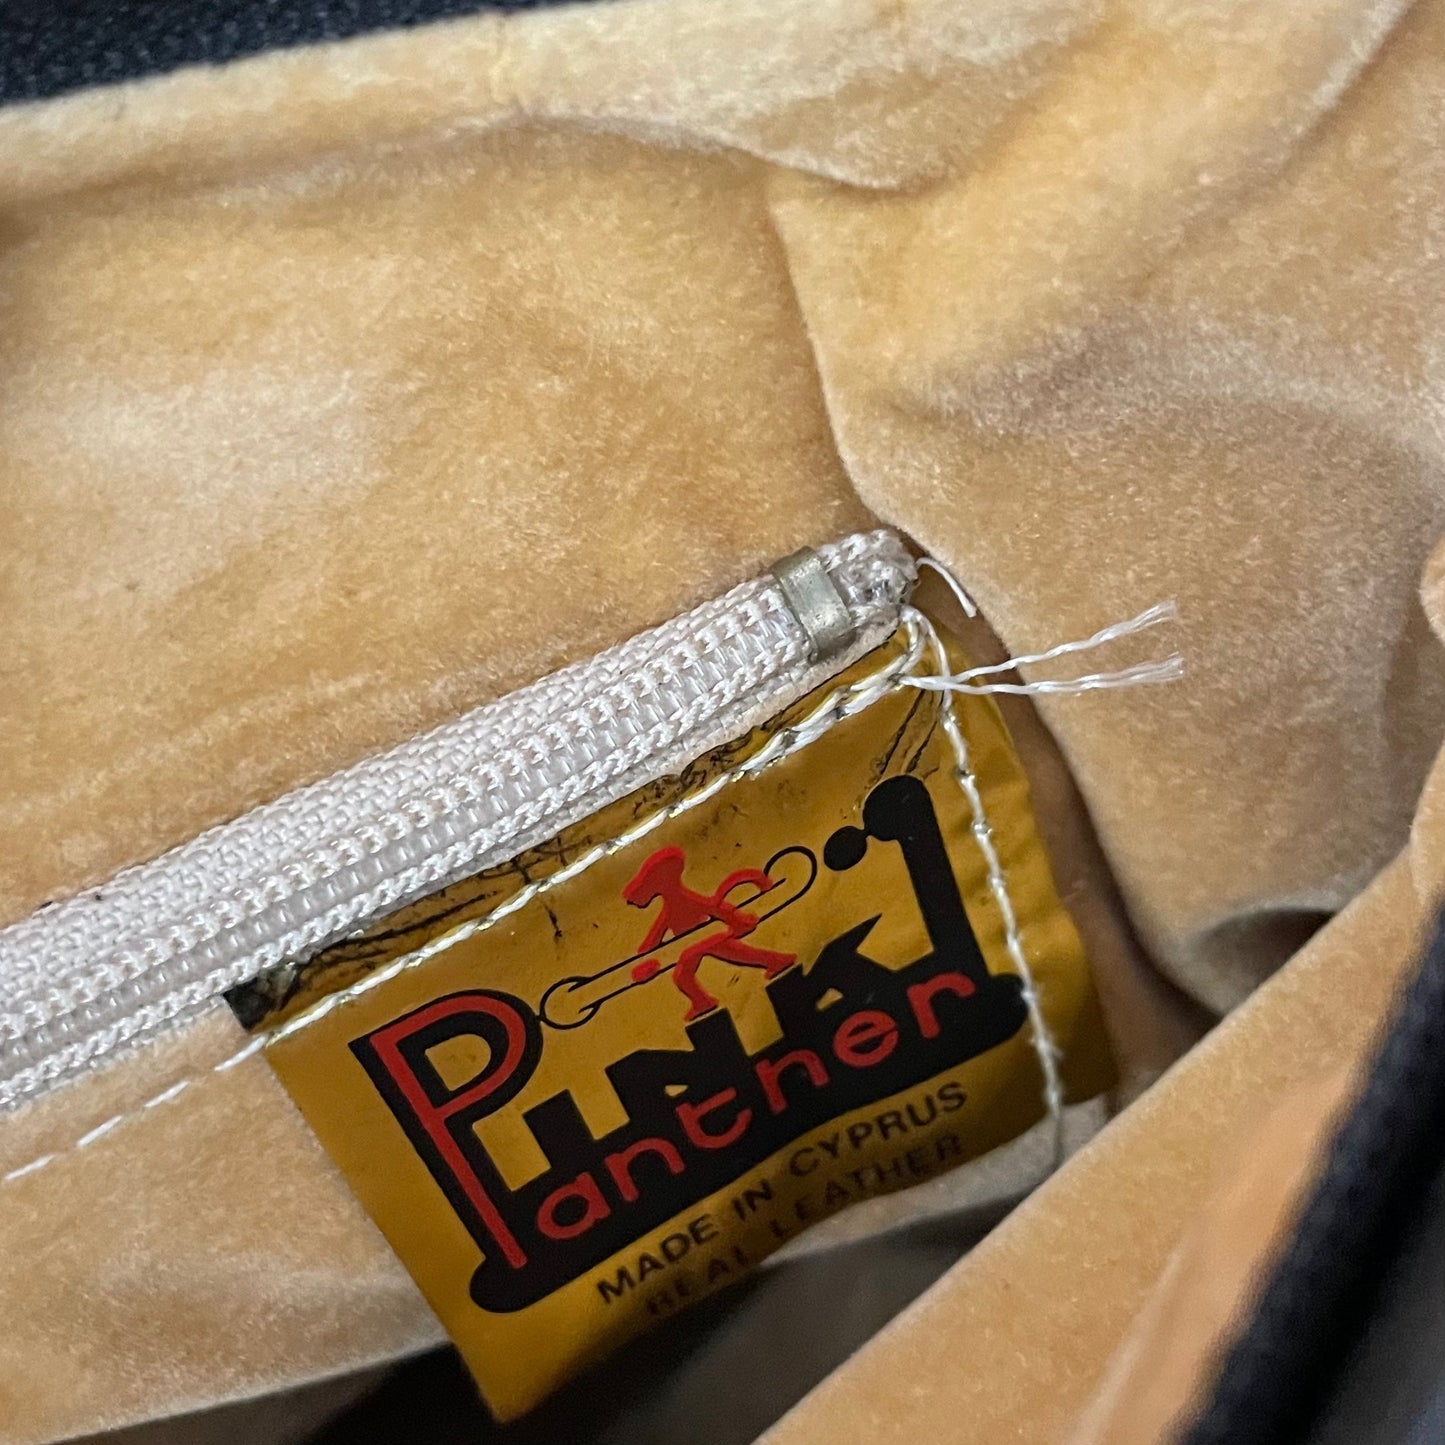 PINK
Panther
MADE IN CYPRUS
REAL LEATHER